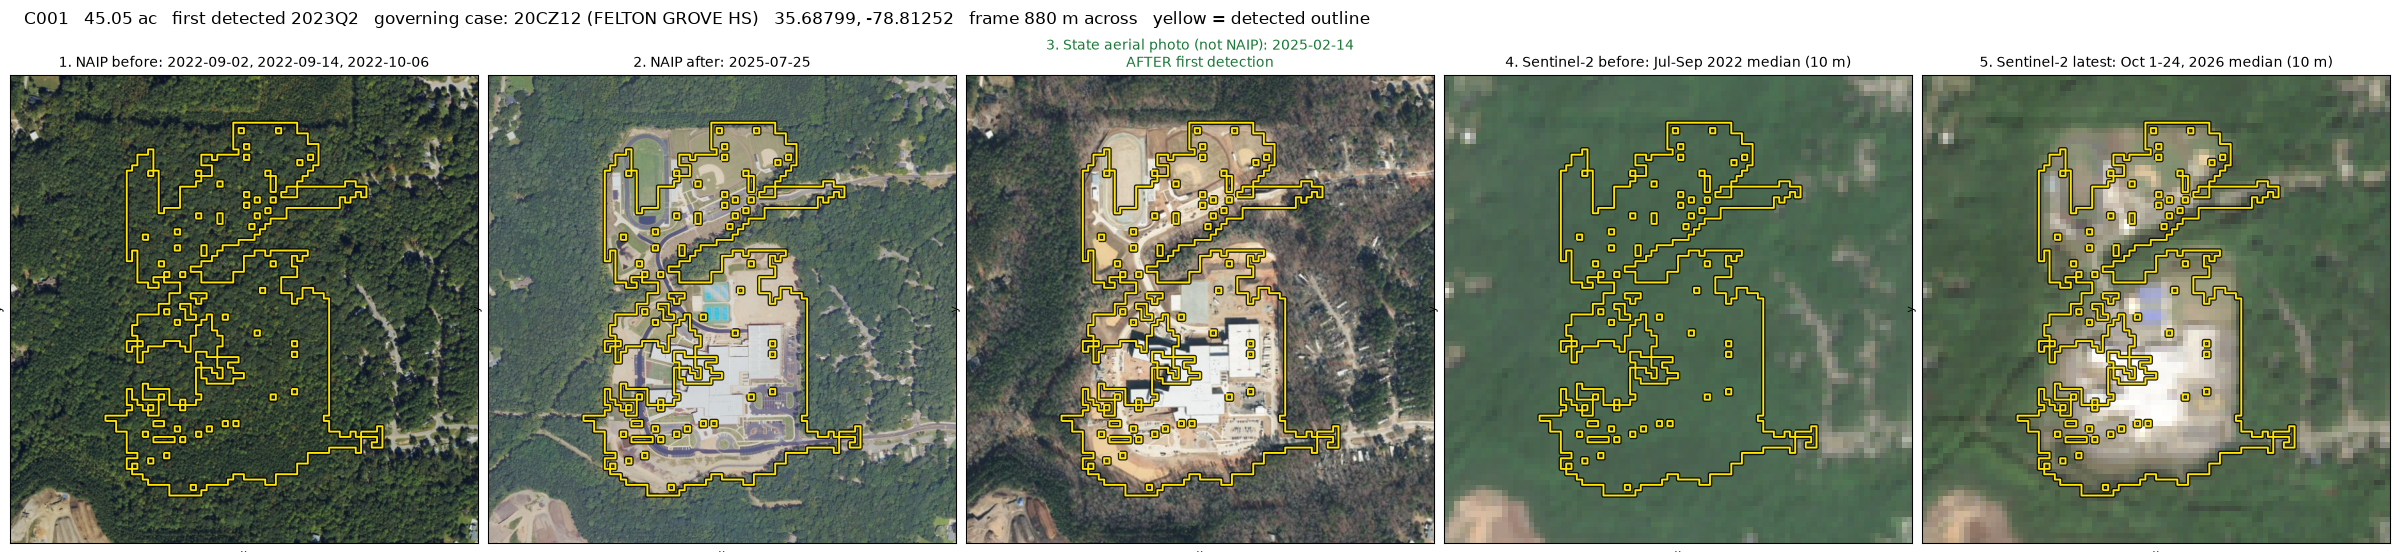 C001   45.05 ac   first detected 2023Q2   governing case: 20CZ12 (FELTON GROVE HS)   35.68799, -78.81252   frame 880 m across   yellow = detected outline
1. NAIP before: 2022-09-02, 2022-09-14, 2022-10-06
2. NAIP after: 2025-07-25
3. State aerial photo (not NAIP): 2025-02-14
AFTER first detection
4. Sentinel-2 before: Jul-Sep 2022 median (10 m)
5. Sentinel-2 latest: Oct 1-24, 2026 median (10 m)